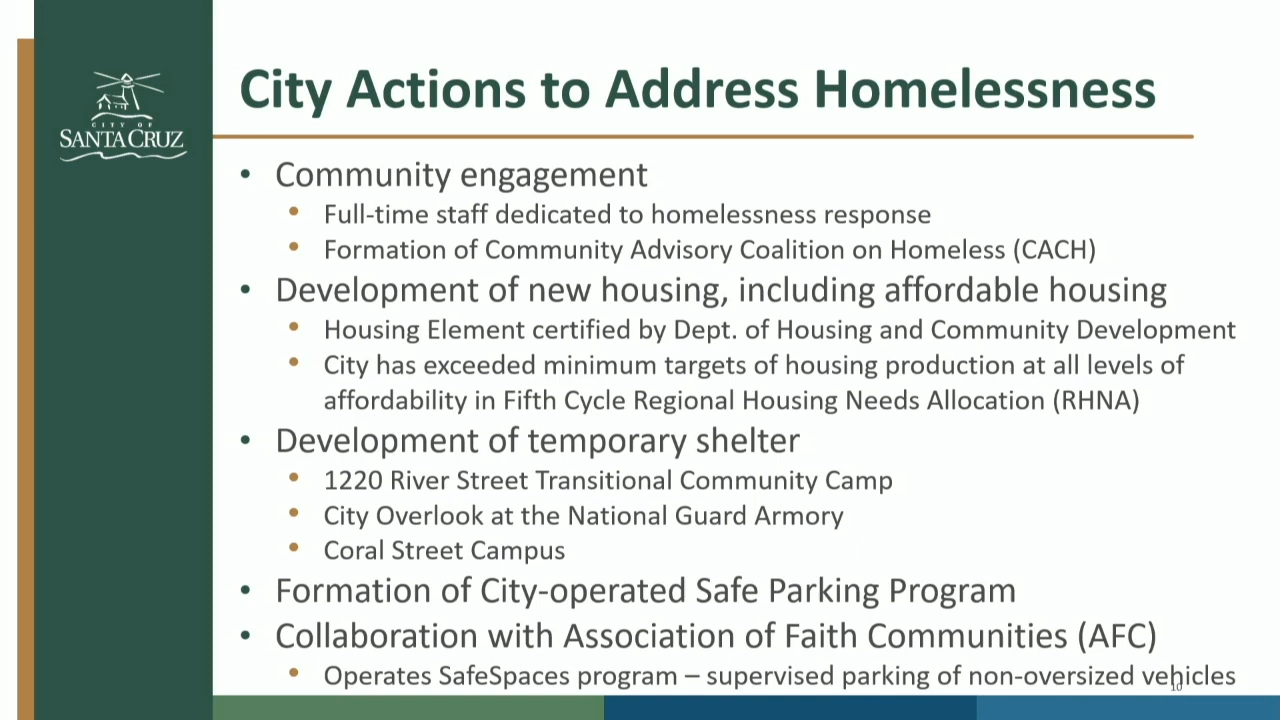 CITY OF
SANTA CRUZ
City Actions to Address Homelessness
• Community engagement
• Full-time staff dedicated to homelessness response
• Formation of Community Advisory Coalition on Homeless (CACH)
• Development of new housing, including affordable housing
• Housing Element certified by Dept. of Housing and Community Development
• City has exceeded minimum targets of housing production at all levels of
affordability in Fifth Cycle Regional Housing Needs Allocation (RHNA)
• Development of temporary shelter
• 1220 River Street Transitional Community Camp
• City Overlook at the National Guard Armory
• Coral Street Campus
• Formation of City-operated Safe Parking Program
• Collaboration with Association of Faith Communities (AFC)
• Operates SafeSpaces program – supervised parking of non-oversized vehicles
10